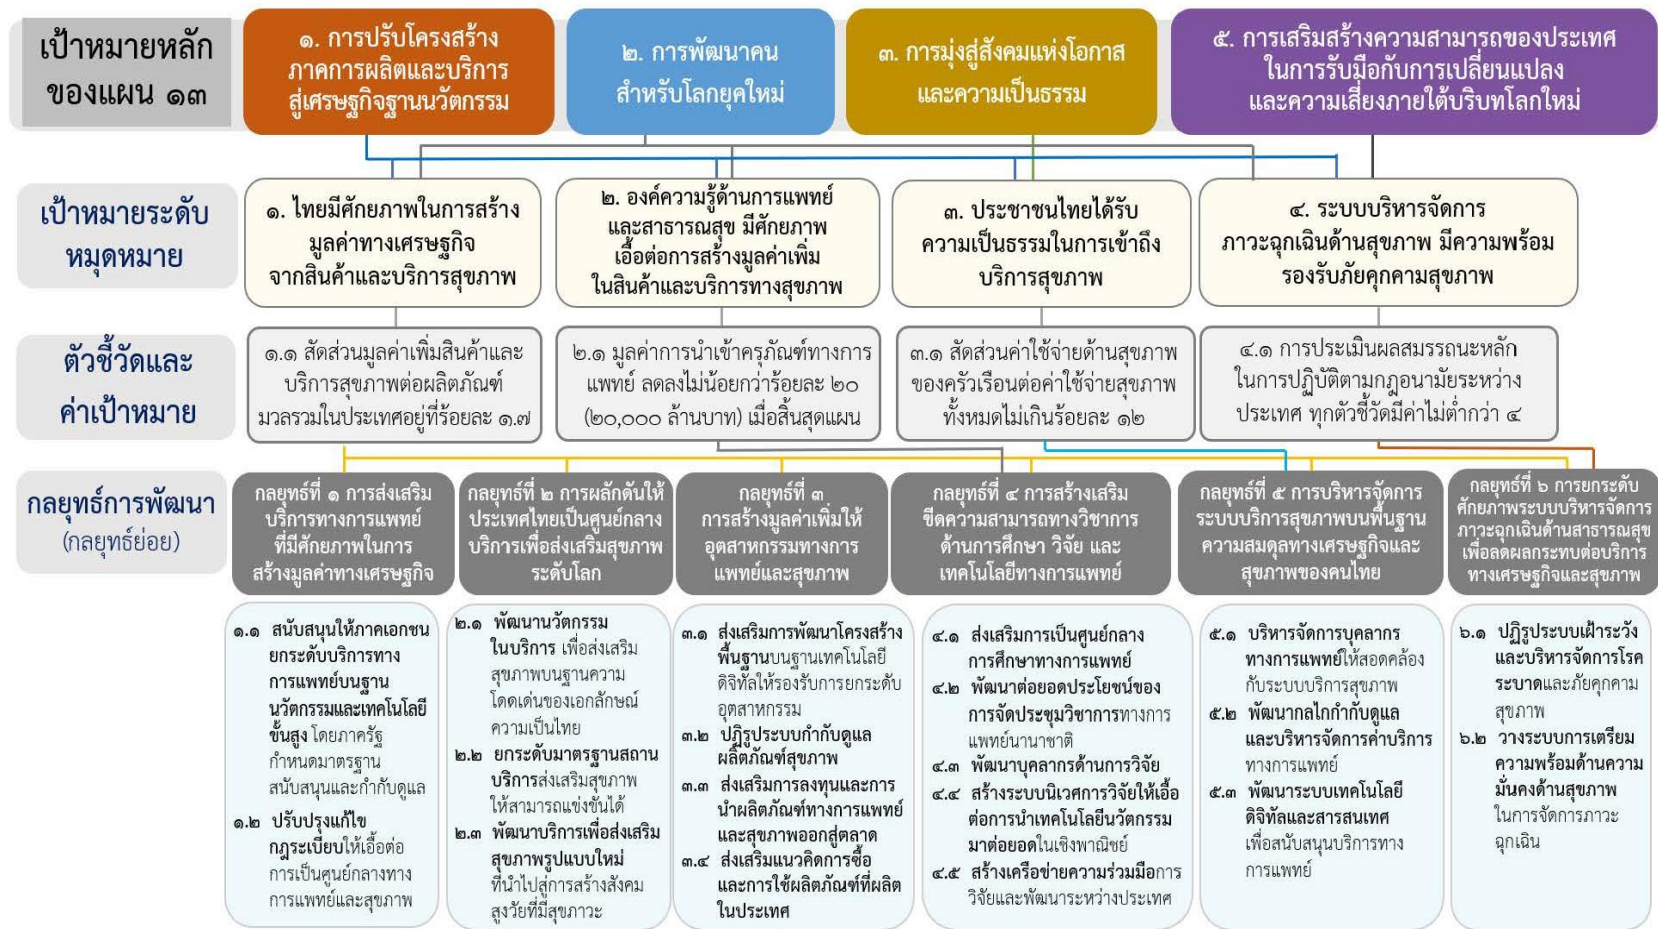 เป้าหมายหลัก
ของแผน ๑๓
๑. การปรับโครงสร้าง
ภาคการผลิตและบริการ
สู่เศรษฐกิจฐานนวัตกรรม
๒. การพัฒนาคน
สำหรับโลกยุคใหม่
๓. การมุ่งสู่สังคมแห่งโอกาส
และความเป็นธรรม
๕. การเสริมสร้างความสามารถของประเทศ
ในการรับมือกับการเปลี่ยนแปลง
และความเสี่ยงภายใต้บริบทโลกใหม่
เป้าหมายระดับ
หมุดหมาย
๑. ไทยมีศักยภาพในการสร้าง
มูลค่าทางเศรษฐกิจ
จากสินค้าและบริการสุขภาพ
๒. องค์ความรู้ด้านการแพทย์
และสาธารณสุข มีศักยภาพ
เอื้อต่อการสร้างมูลค่าเพิ่ม
ในสินค้าและบริการทางสุขภาพ
๓. ประชาชนไทยได้รับ
ความเป็นธรรมในการเข้าถึง
บริการสุขภาพ
๔. ระบบบริหารจัดการ
ภาวะฉุกเฉินด้านสุขภาพ มีความพร้อม
รองรับภัยคุกคามสุขภาพ
ตัวชี้วัดและ
ค่าเป้าหมาย
๑.๑ สัดส่วนมูลค่าเพิ่มสินค้าและ
บริการสุขภาพต่อผลิตภัณฑ์
มวลรวมในประเทศอยู่ที่ร้อยละ ๑.๗
๒.๑ มูลค่าการนำเข้าครุภัณฑ์ทางการ
แพทย์ ลดลงไม่น้อยกว่าร้อยละ ๒๐
(๒๐,๐๐๐ ล้านบาท) เมื่อสิ้นสุดแผน
๓.๑ สัดส่วนค่าใช้จ่ายด้านสุขภาพ
ของครัวเรือนต่อค่าใช้จ่ายสุขภาพ
ทั้งหมดไม่เกินร้อยละ ๑๒
๔.๑ การประเมินผลสมรรถนะหลัก
ในการปฏิบัติตามกฎอนามัยระหว่าง
ประเทศ ทุกตัวชี้วัดมีค่าไม่ต่ำกว่า ๔
กลยุทธ์การพัฒนา
(กลยุทธ์ย่อย)
กลยุทธ์ที่ ๑ การส่งเสริม
บริการทางการแพทย์
ที่มีศักยภาพในการ
สร้างมูลค่าทางเศรษฐกิจ
กลยุทธ์ที่ ๒ การผลักดันให้
ประเทศไทยเป็นศูนย์กลาง
บริการเพื่อส่งเสริมสุขภาพ
ระดับโลก
กลยุทธ์ที่ ๓
การสร้างมูลค่าเพิ่มให้
อุตสาหกรรมทางการ
แพทย์และสุขภาพ
กลยุทธ์ที่ ๔ การสร้างเสริม
ขีดความสามารถทางวิชาการ
ด้านการศึกษา วิจัย และ
เทคโนโลยีทางการแพทย์
กลยุทธ์ที่ ๕ การบริหารจัดการ
ระบบบริการสุขภาพบนพื้นฐาน
ความสมดุลทางเศรษฐกิจและ
สุขภาพของคนไทย
กลยุทธ์ที่ ๖ การยกระดับ
ศักยภาพระบบบริหารจัดการ
ภาวะฉุกเฉินด้านสาธารณสุข
เพื่อลดผลกระทบต่อบริการ
ทางเศรษฐกิจและสุขภาพ
๑.๑ สนับสนุนให้ภาคเอกชน
ยกระดับบริการทาง
การแพทย์บนฐาน
นวัตกรรมและเทคโนโลยี
ขั้นสูง โดยภาครัฐ
กำหนดมาตรฐาน
สนับสนุนและกำกับดูแล
๑.๒ ปรับปรุงแก้ไข
กฎระเบียบให้เอื้อต่อ
การเป็นศูนย์กลางทาง
การแพทย์และสุขภาพ
๒.๑ พัฒนานวัตกรรม
ในบริการ เพื่อส่งเสริม
สุขภาพบนฐานความ
โดดเด่นของเอกลักษณ์
ความเป็นไทย
๒.๒ ยกระดับมาตรฐานสถาน
บริการส่งเสริมสุขภาพ
ให้สามารถแข่งขันได้
๒.๓ พัฒนาบริการเพื่อส่งเสริม
สุขภาพรูปแบบใหม่
ที่นำไปสู่การสร้างสังคม
สูงวัยที่มีสุขภาวะ
๓.๑ ส่งเสริมการพัฒนาโครงสร้าง
พื้นฐานบนฐานเทคโนโลยี
ดิจิทัลให้รองรับการยกระดับ
อุตสาหกรรม
๓.๒ ปฏิรูประบบกำกับดูแล
ผลิตภัณฑ์สุขภาพ
๓.๓ ส่งเสริมการลงทุนและการ
นำผลิตภัณฑ์ทางการแพทย์
และสุขภาพออกสู่ตลาด
๓.๔ ส่งเสริมแนวคิดการซื้อ
และการใช้ผลิตภัณฑ์ที่ผลิต
ในประเทศ
๔.๑ ส่งเสริมการเป็นศูนย์กลาง
การศึกษาทางการแพทย์
๔.๒ พัฒนาต่อยอดประโยชน์ของ
การจัดประชุมวิชาการทางการ
แพทย์นานาชาติ
๔.๓ พัฒนาบุคลากรด้านการวิจัย
๔.๔ สร้างระบบนิเวศการวิจัยให้เอื้อ
ต่อการนำเทคโนโลยีนวัตกรรม
มาต่อยอดในเชิงพาณิชย์
๔.๕ สร้างเครือข่ายความร่วมมือการ
วิจัยและพัฒนาระหว่างประเทศ
๕.๑ บริหารจัดการบุคลากร
ทางการแพทย์ให้สอดคล้อง
กับระบบบริการสุขภาพ
๕.๒ พัฒนากลไกกำกับดูแล
และบริหารจัดการค่าบริการ
ทางการแพทย์
๕.๓ พัฒนาระบบเทคโนโลยี
ดิจิทัลและสารสนเทศ
เพื่อสนับสนุนบริการทาง
การแพทย์
๖.๑ ปฏิรูประบบเฝ้าระวัง
และบริหารจัดการโรค
ระบาดและภัยคุกคาม
สุขภาพ
๖.๒ วางระบบการเตรียม
ความพร้อมด้านความ
มั่นคงด้านสุขภาพ
ในการจัดการภาวะ
ฉุกเฉิน